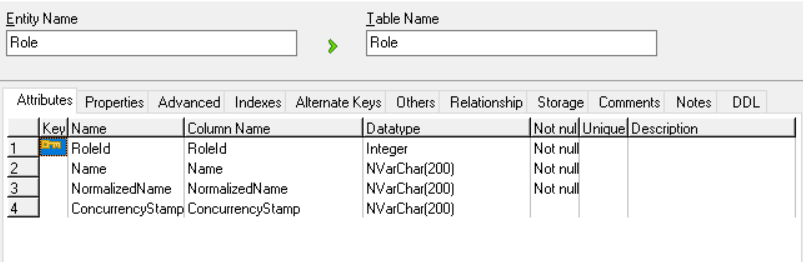 Entity Name Table Name
Role Role
Attributes Properties Advanced Indexes Alternate Keys Others Relationship Storage Comments Notes DDL
Key Name Column Name Datatype Not nul Unique Description
1 RoleId RoleId Integer Not null
2 Name Name NVarChar(200) Not null
3 NormalizedName NormalizedName NVarChar(200) Not null
4 ConcurrencyStamp ConcurrencyStamp NVarChar(200)